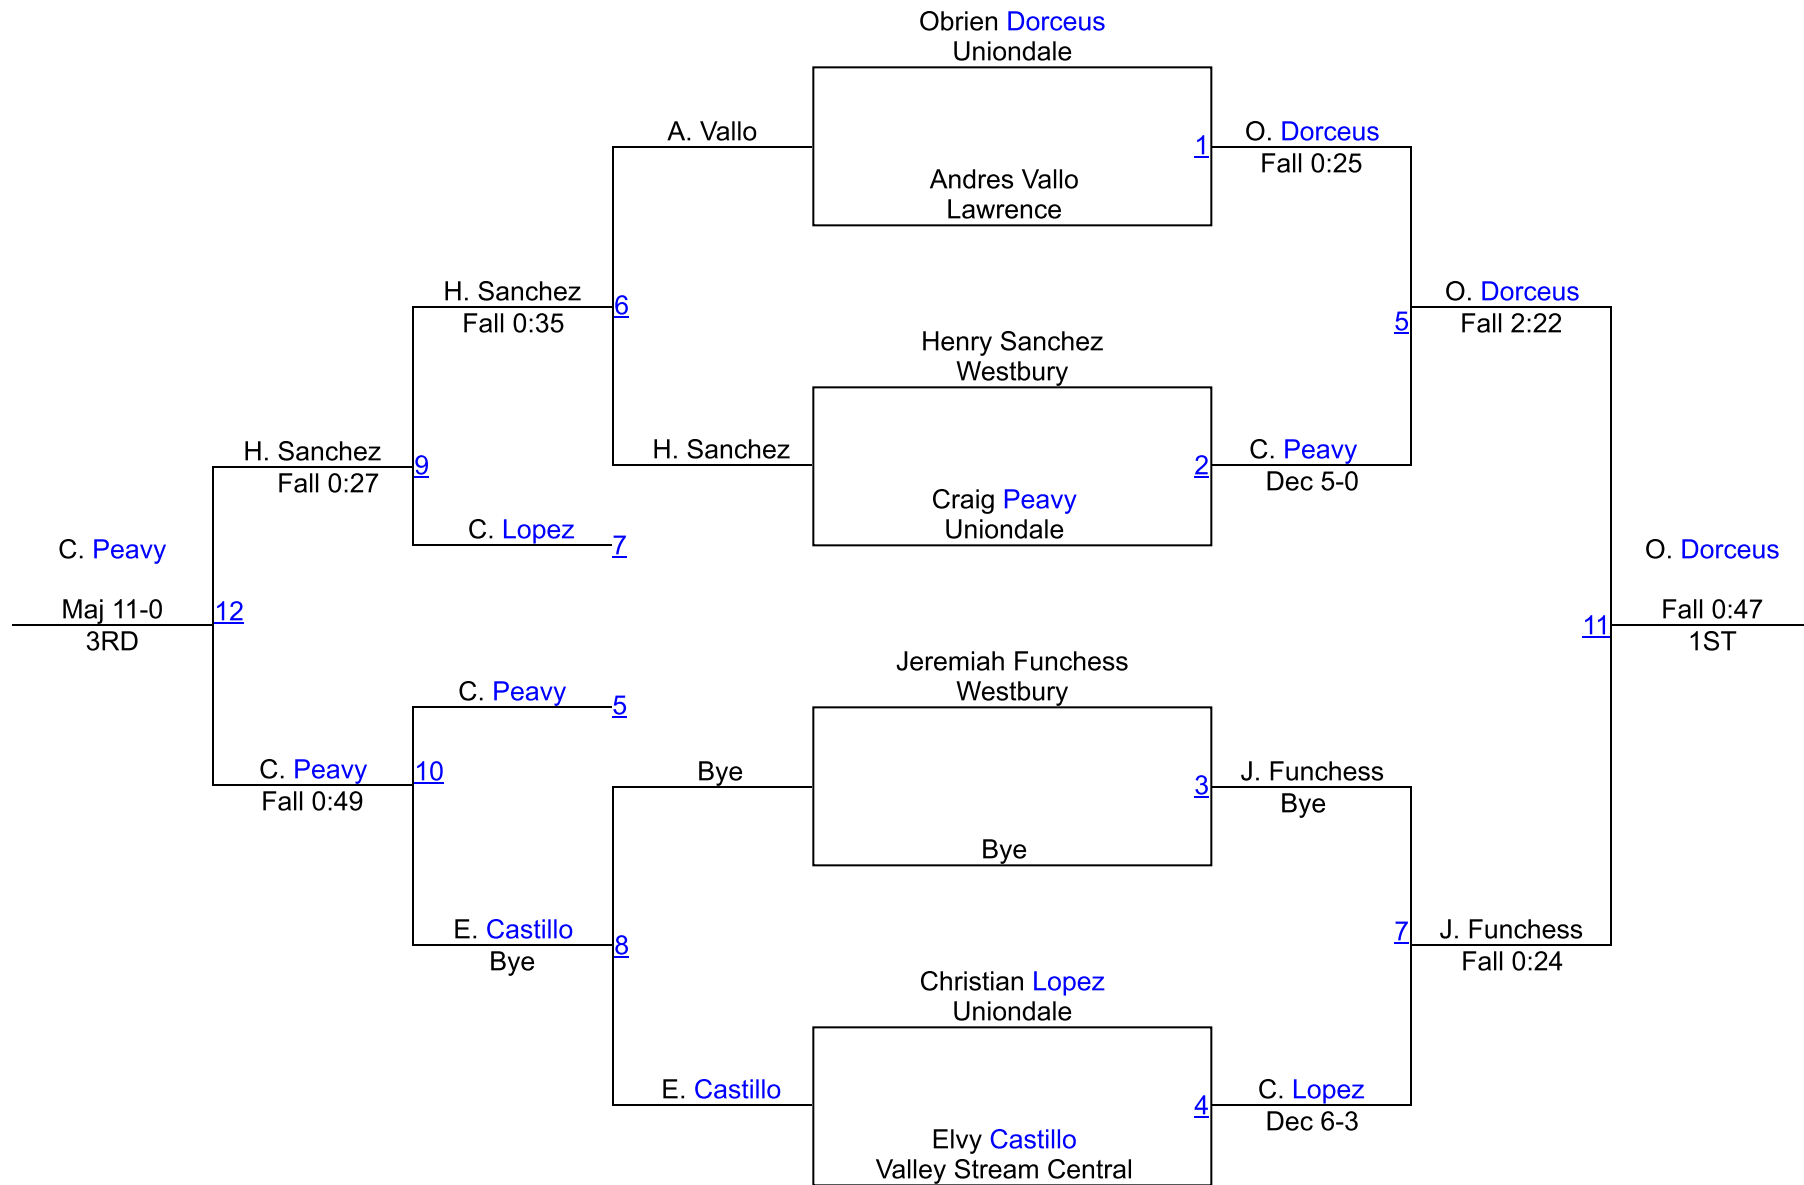 Obrien Dorceus
Uniondale
A. Vallo
1
O. Dorceus
Fall 0:25
Andres Vallo
Lawrence
H. Sanchez
Fall 0:35
6
O. Dorceus
Fall 2:22
5
Henry Sanchez
Westbury
H. Sanchez
Fall 0:27
9
H. Sanchez
2
C. Peavy
Dec 5-0
Craig Peavy
Uniondale
C. Lopez
7
C. Peavy
Maj 11-0
3RD
12
O. Dorceus
Fall 0:47
1ST
11
Jeremiah Funchess
Westbury
C. Peavy
5
C. Peavy
Fall 0:49
10
Bye
3
J. Funchess
Bye
Bye
E. Castillo
Bye
8
7
J. Funchess
Fall 0:24
Christian Lopez
Uniondale
E. Castillo
4
C. Lopez
Dec 6-3
Elvy Castillo
Valley Stream Central